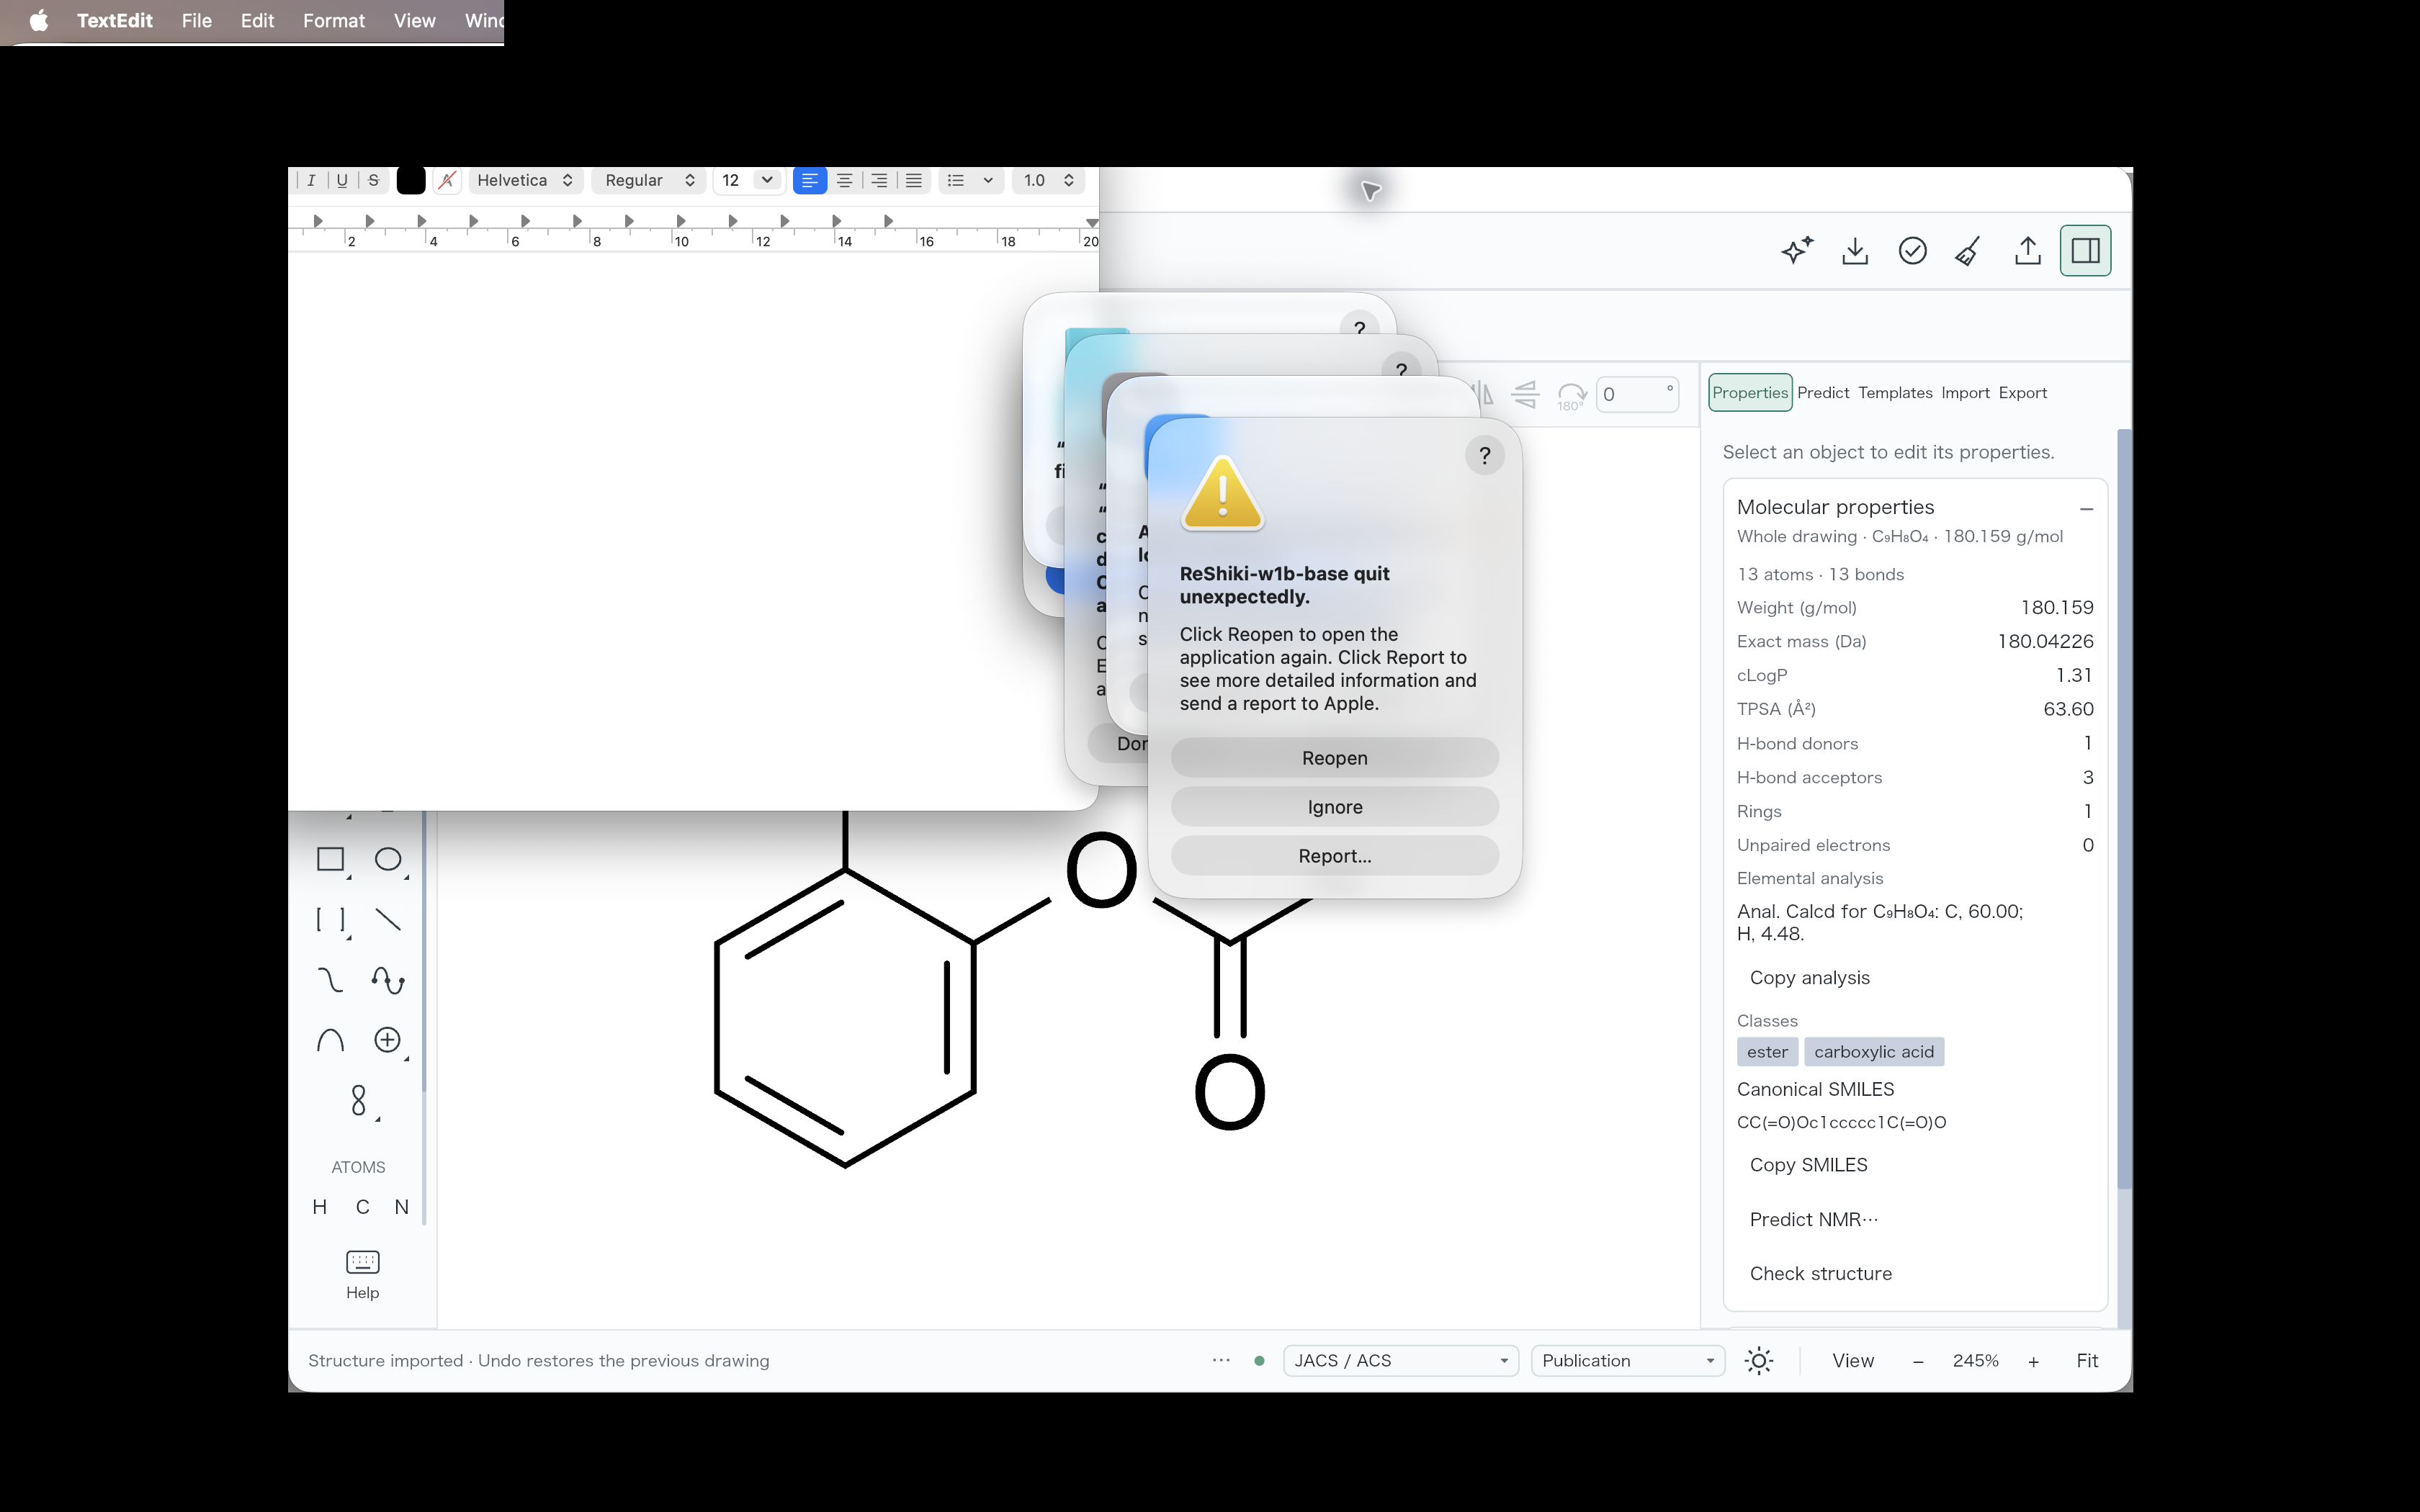 TextEdit File Edit Format View
I U S Helvetica Regular 12 1.0
2 4 6 8 10 12 14 16 18 20
?
?
180°
0 °
Properties Predict Templates Import Export
?
ReShiki-w1b-base quit
unexpectedly.
Click Reopen to open the
application again. Click Report to
see more detailed information and
send a report to Apple.
Reopen
Ignore
Report...
O
O
ATOMS
H C N
Help
Select an object to edit its properties.
Molecular properties
Whole drawing · C₉H₈O₄ · 180.159 g/mol
13 atoms · 13 bonds
Weight (g/mol) 180.159
Exact mass (Da) 180.04226
cLogP 1.31
TPSA (Å²) 63.60
H-bond donors 1
H-bond acceptors 3
Rings 1
Unpaired electrons 0
Elemental analysis
Anal. Calcd for C₉H₈O₄: C, 60.00;
H, 4.48.
Copy analysis
Classes
ester carboxylic acid
Canonical SMILES
CC(=O)Oc1ccccc1C(=O)O
Copy SMILES
Predict NMR⋯
Check structure
Structure imported · Undo restores the previous drawing
⋯ JACS / ACS Publication View − 245% + Fit